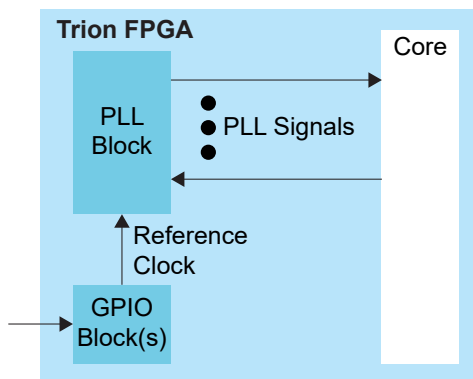 Trion FPGA
Core
PLL
Block
PLL Signals
Reference
Clock
GPIO
Block(s)